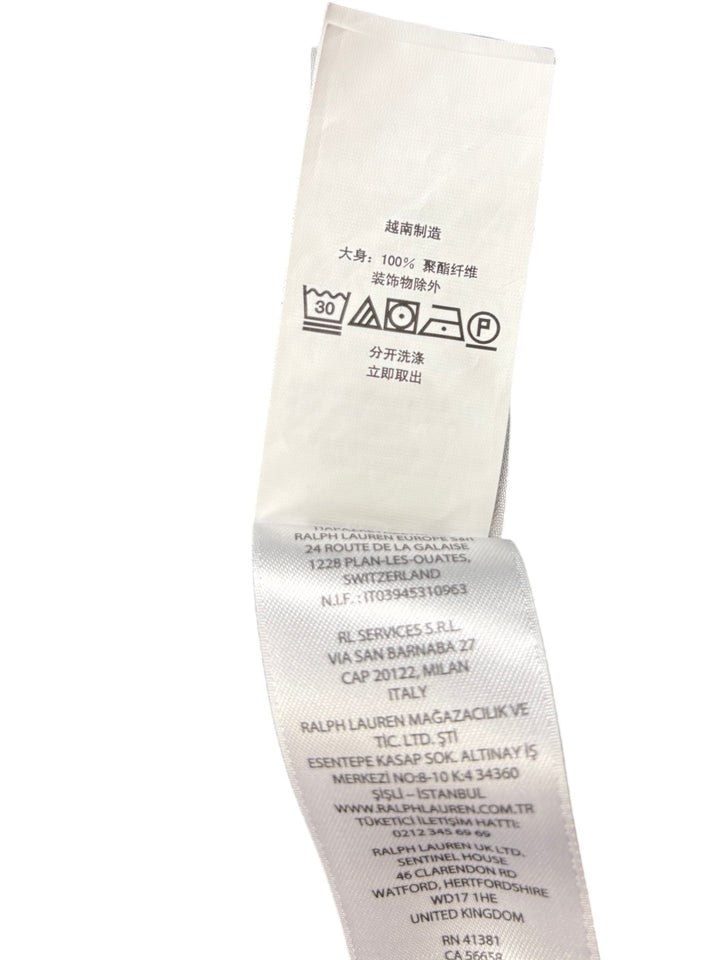 越南制造
大身：100% 聚酯纤维
装饰物除外
30 P
分开洗涤
立即取出
RALPH LAUREN EUROPE Sarl
24 ROUTE DE LA GALAISE
1228 PLAN-LES-OUATES,
SWITZERLAND
N.I.F. : IT03945310963
RL SERVICES S.R.L.
VIA SAN BARNABA 27
CAP 20122, MILAN
ITALY
RALPH LAUREN MAĞAZACILIK VE
TİC. LTD. ŞTİ
ESENTEPE KASAP SOK. ALTINAY İŞ
MERKEZİ NO:8-10 K:4 34360
ŞİŞLİ – İSTANBUL
WWW.RALPHLAUREN.COM.TR
TÜKETİCİ İLETİŞİM HATTI:
0212 345 69 69
RALPH LAUREN UK LTD.
SENTINEL HOUSE
46 CLARENDON RD
WATFORD, HERTFORDSHIRE
WD17 1HE
UNITED KINGDOM
RN 41381
CA 56658